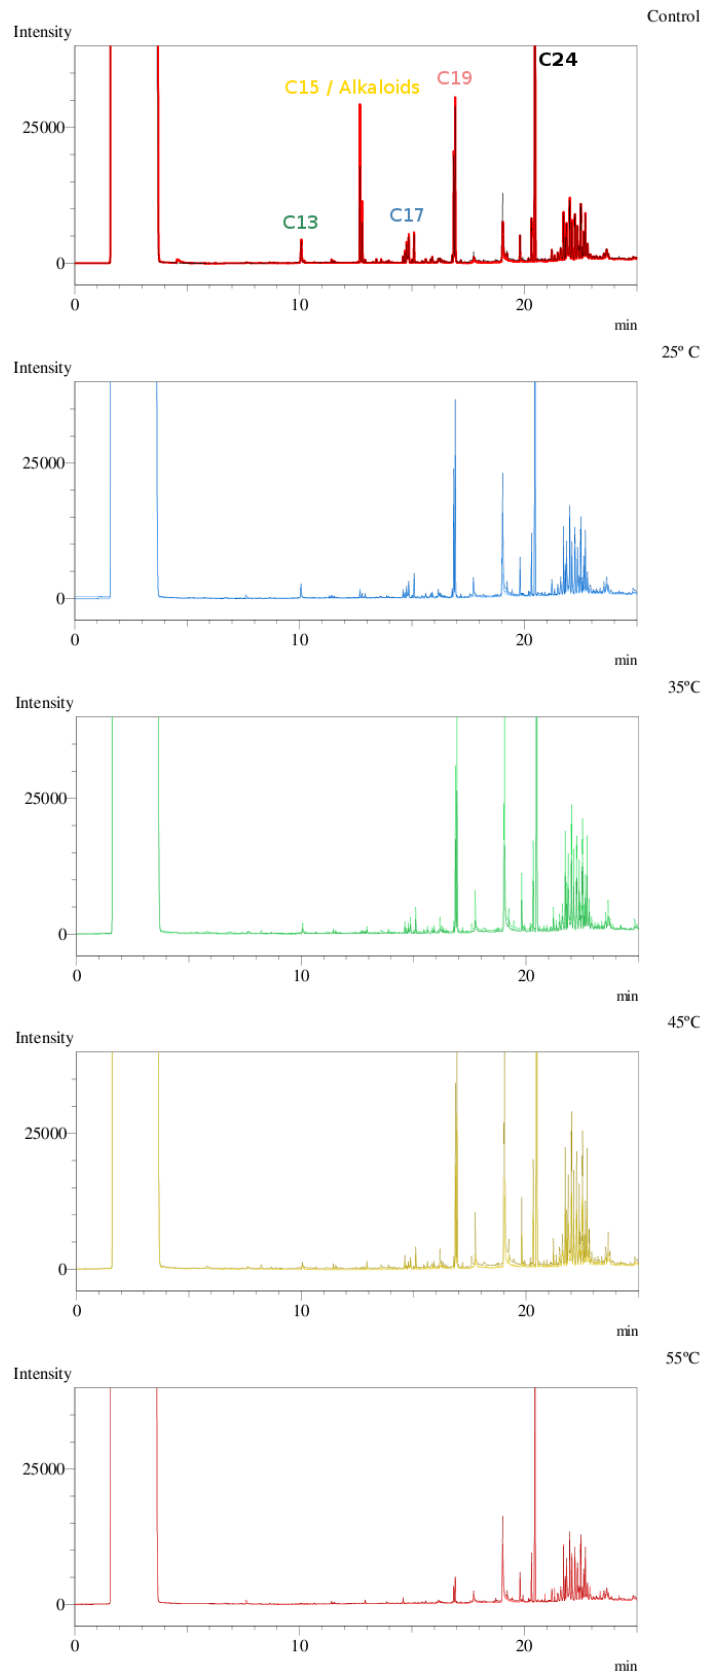 Control
Intensity
C24
C19
C15 / Alkaloids
25000
C17
C13
0
0 10 20
min
25º C
Intensity
25000
0
0 10 20
min
35ºC
Intensity
25000
0
0 10 20
min
45ºC
Intensity
25000
0
0 10 20
min
55ºC
Intensity
25000
0
0 10 20
min